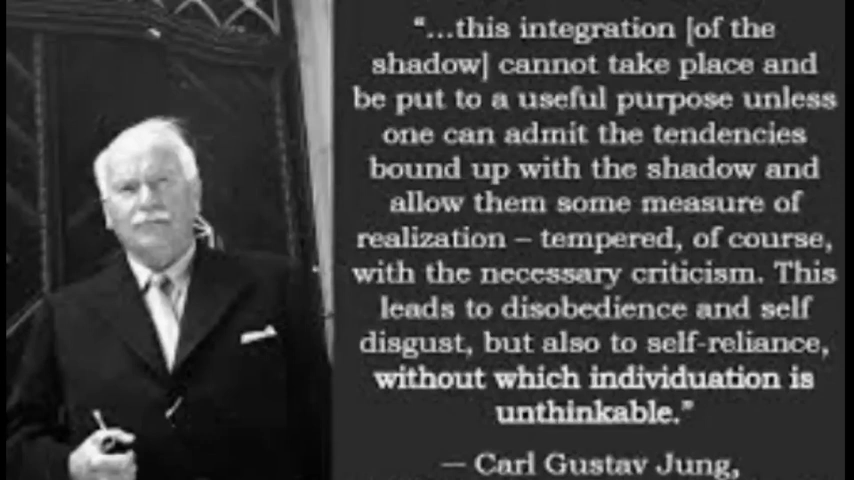 “...this integration [of the
shadow] cannot take place and
be put to a useful purpose unless
one can admit the tendencies
bound up with the shadow and
allow them some measure of
realization – tempered, of course,
with the necessary criticism. This
leads to disobedience and self
disgust, but also to self-reliance,
without which individuation is
unthinkable.”
— Carl Gustav Jung,